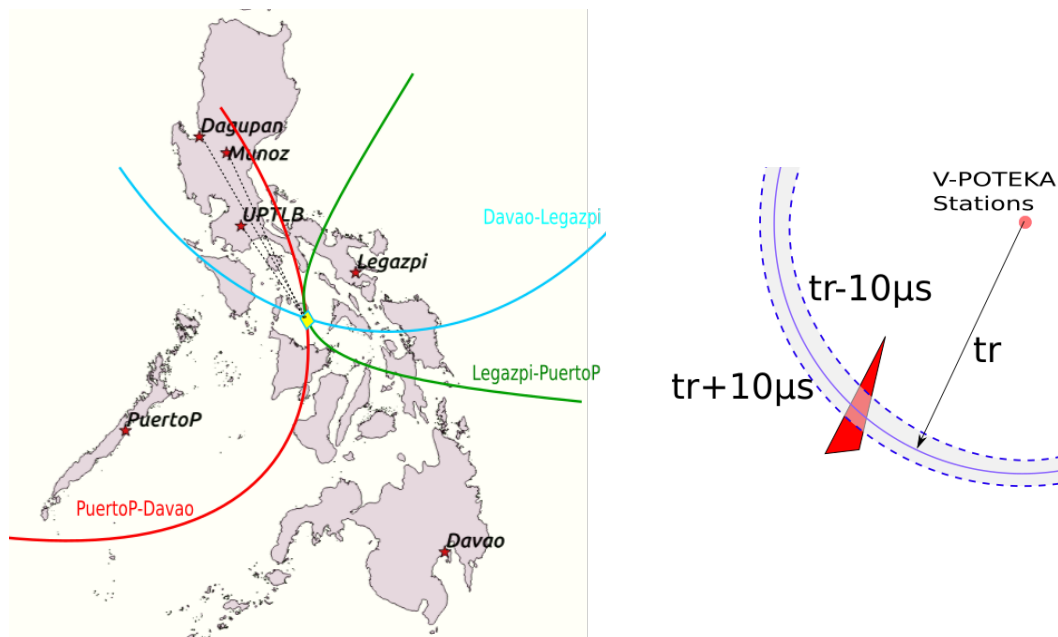 Dagupan
Munoz
UPTLB
Davao-Legazpi
Legazpi
Legazpi-PuertoP
PuertoP
PuertoP-Davao
Davao
V-POTEKA
Stations
tr-10μs
tr
tr+10μs